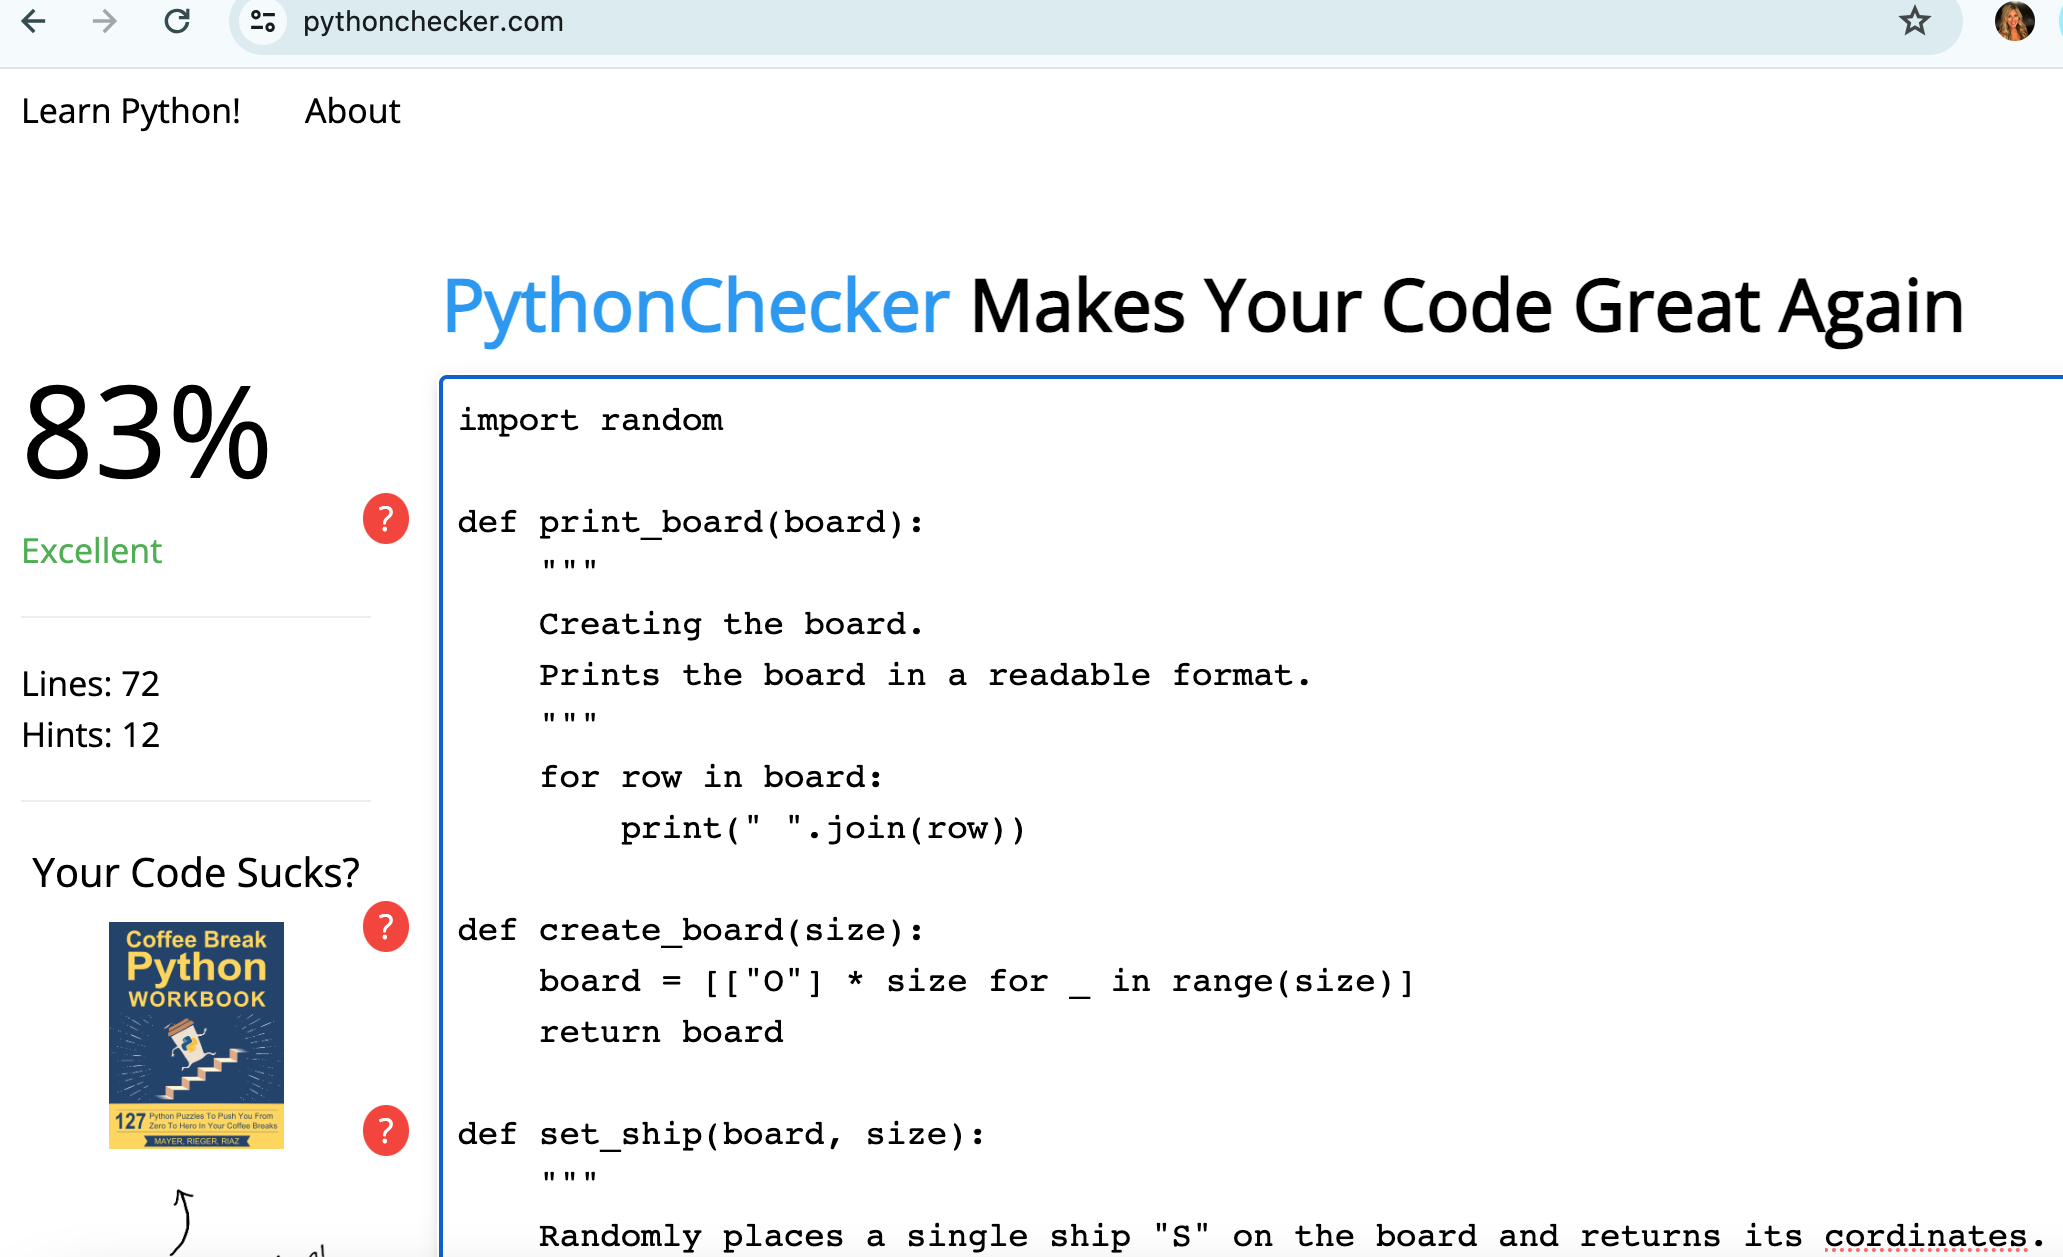 pythonchecker.com
Learn Python! About
PythonChecker Makes Your Code Great Again
83%
Excellent
Lines: 72
Hints: 12
Your Code Sucks?
Coffee Break
Python
WORKBOOK
127 Python Puzzles To Push You From
Zero To Hero In Your Coffee Breaks
MAYER, RIEGER, RIAZ
?
?
?
import random
def print_board(board):
"""
Creating the board.
Prints the board in a readable format.
"""
for row in board:
print(" ".join(row))
def create_board(size):
board = [["O"] * size for _ in range(size)]
return board
def set_ship(board, size):
"""
Randomly places a single ship "S" on the board and returns its cordinates.